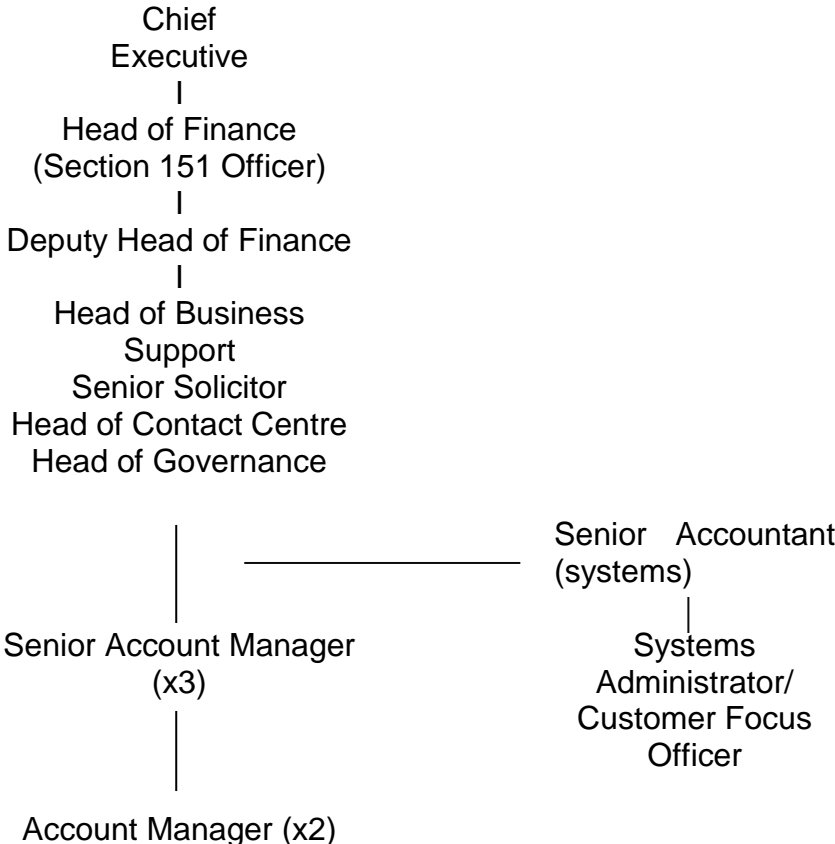 Chief
Executive
I
Head of Finance
(Section 151 Officer)
I
Deputy Head of Finance
I
Head of Business
Support
Senior Solicitor
Head of Contact Centre
Head of Governance
Senior Accountant
(systems)
Senior Account Manager
(x3)
Systems
Administrator/
Customer Focus
Officer
Account Manager (x2)